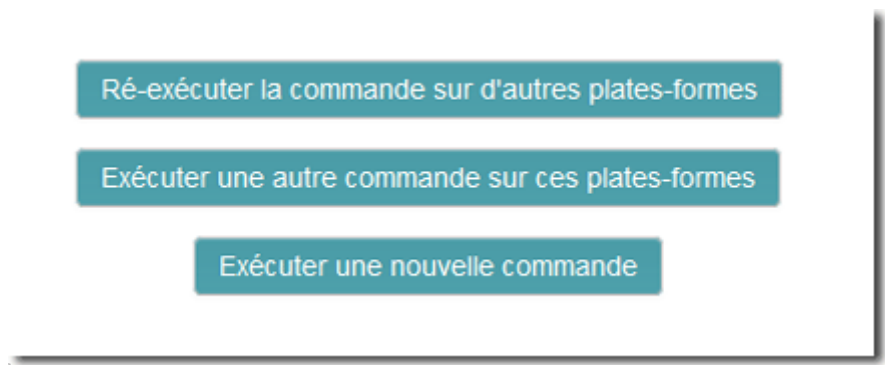 Ré-exécuter la commande sur d'autres plates-formes
Exécuter une autre commande sur ces plates-formes
Exécuter une nouvelle commande